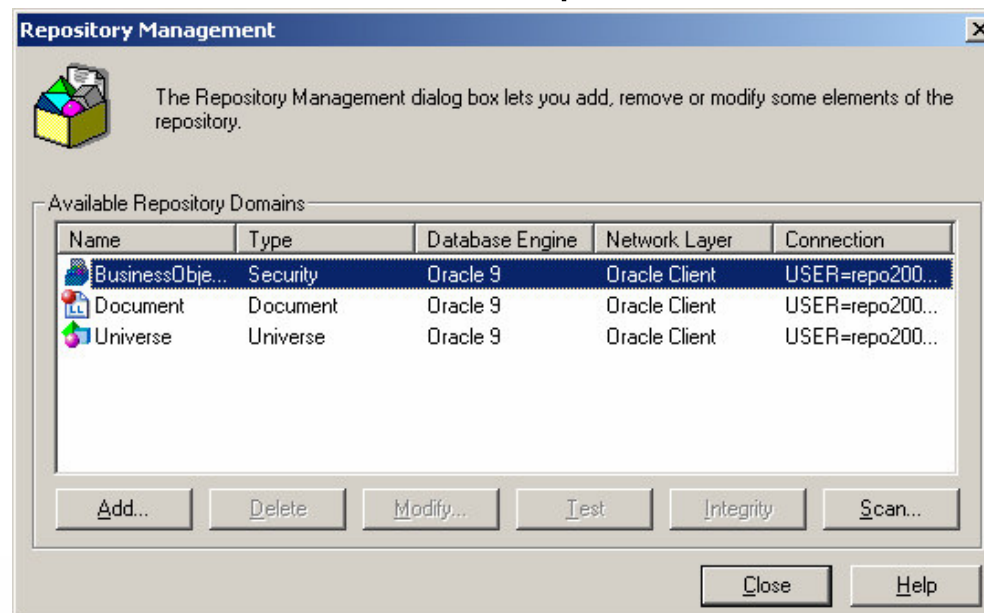 Repository Management
The Repository Management dialog box lets you add, remove or modify some elements of the
repository.
Available Repository Domains
Name Type Database Engine Network Layer Connection
BusinessObje... Security Oracle 9 Oracle Client USER=repo200...
Document Document Oracle 9 Oracle Client USER=repo200...
Universe Universe Oracle 9 Oracle Client USER=repo200...
Add... Delete Modify... Test Integrity Scan...
Close Help